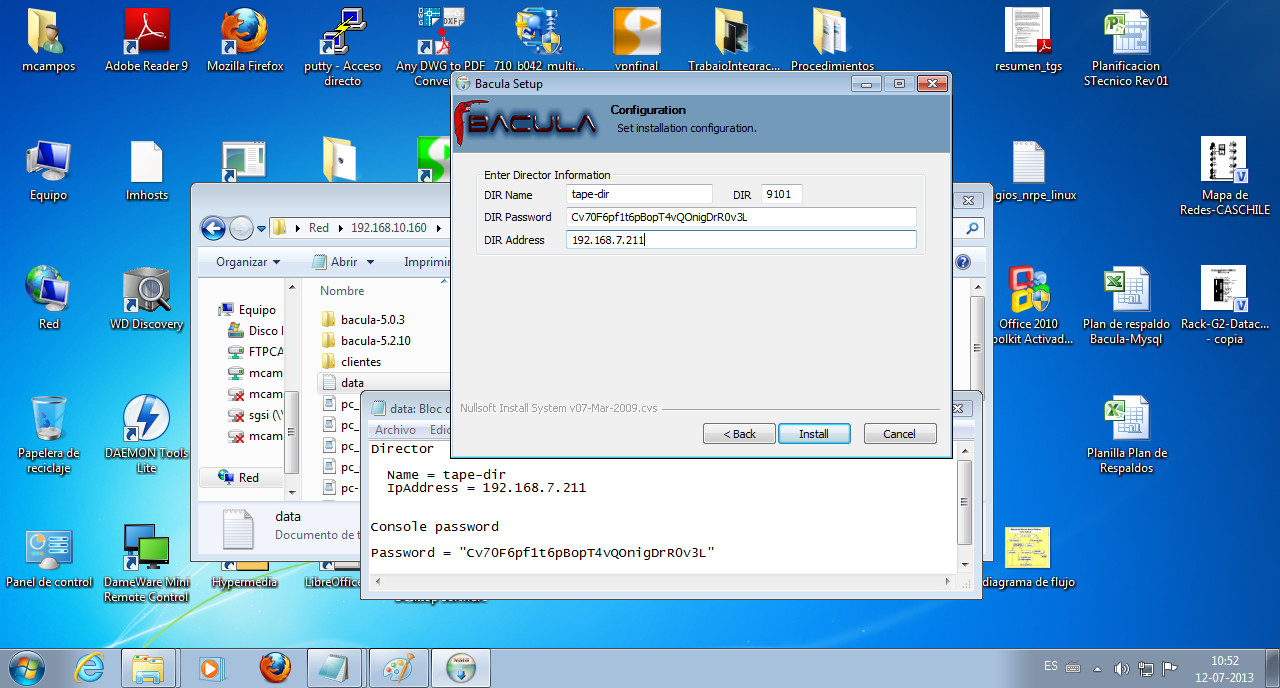 mcampos
Adobe Reader 9
Mozilla Firefox
putty - Acceso
directo
Any DWG to PDF
710_b042_multi...
vpnfinal
TrabajoIntegrac...
Procedimientos
resumen_tgs
Planificacion
STecnico Rev 01
Bacula Setup
BACULA
Configuration
Set installation configuration.
Enter Director Information
DIR Name
tape-dir
DIR
9101
DIR Password
Cv70F6pf1t6pBopT4vQOnigDrR0v3L
DIR Address
192.168.7.211
Nullsoft Install System v07-Mar-2009.cvs
< Back
Install
Cancel
Equipo
lmhosts
gios_nrpe_linux
Mapa de
Redes-CASCHILE
Red
192.168.10.160
Organizar
Abrir
Imprimir
Nombre
Equipo
Disco
FTPCA
mcam
mcam
sgsi (\\
mcam
Red
bacula-5.0.3
bacula-5.2.10
clientes
data
pc_
pc_
pc_
pc_
pc-
data
Documento de t
Red
WD Discovery
Office 2010
oolkit Activad...
Plan de respaldo
Bacula-Mysql
Rack-G2-Datac...
- copia
data: Bloc d
Archivo
Edic
Director
Name = tape-dir
IpAddress = 192.168.7.211
Console password
Password = "Cv7OF6pf1t6pBopT4vQOnigDrR0v3L"
Papelera de
reciclaje
DAEMON Tools
Lite
Planilla Plan de
Respaldos
Panel de control
DameWare Mini
Remote Control
Hypermedia
LibreOffice
diagrama de flujo
ES
10:52
12-07-2013